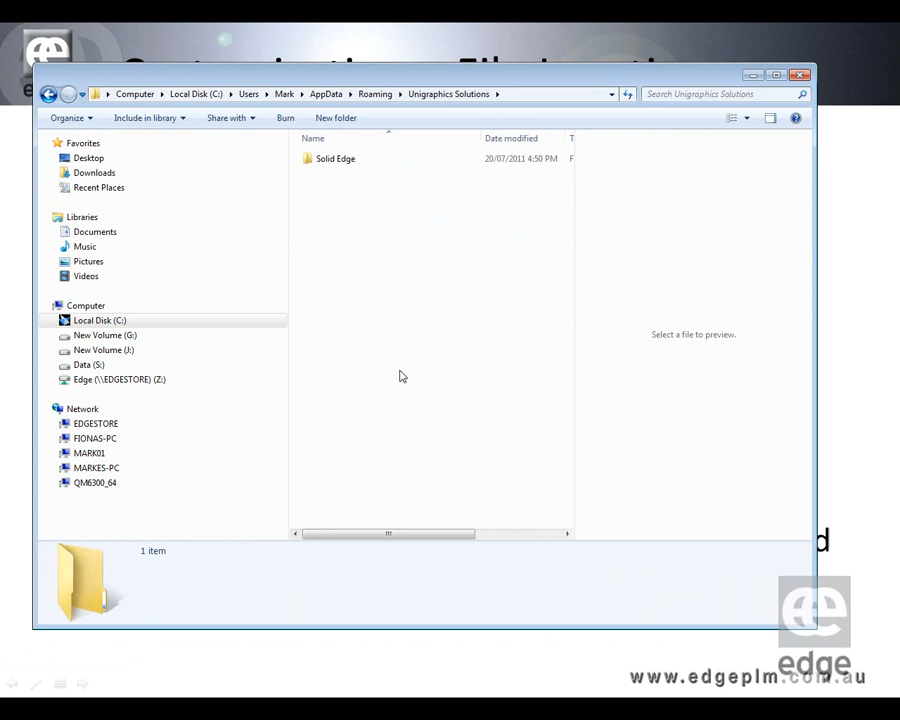 Computer Local Disk (C:) Users Mark AppData Roaming Unigraphics Solutions
Search Unigraphics Solutions
Organize Include in library Share with Burn New folder
Name Date modified T
Solid Edge 20/07/2011 4:50 PM F
Favorites
Desktop
Downloads
Recent Places
Libraries
Documents
Music
Pictures
Videos
Computer
Local Disk (C:)
New Volume (G:)
New Volume (J:)
Data (S:)
Edge (\\EDGESTORE) (Z:)
Network
EDGESTORE
FIONAS-PC
MARK01
MARKES-PC
QM6300_64
Select a file to preview.
1 item
d
edge
www.edgeplm.com.au